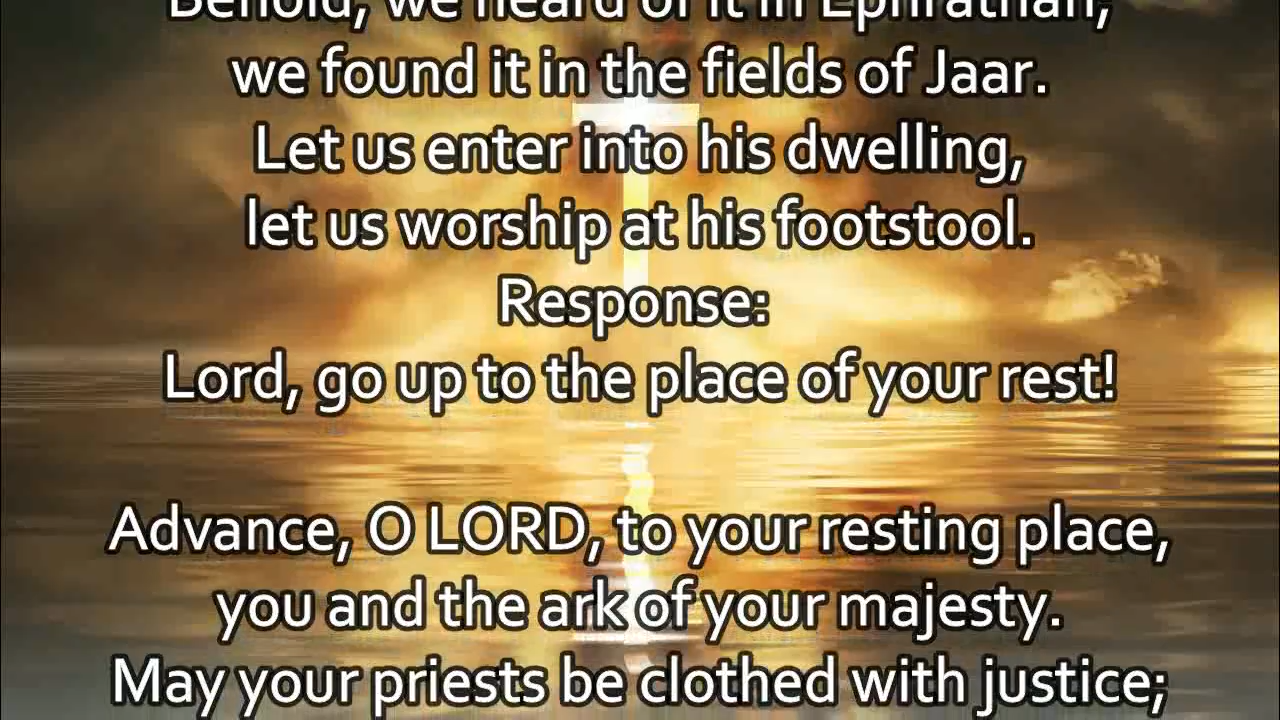 Behold, we heard of it in Ephrathah,
we found it in the fields of Jaar.
Let us enter into his dwelling,
let us worship at his footstool.
Response:
Lord, go up to the place of your rest!
Advance, O LORD, to your resting place,
you and the ark of your majesty.
May your priests be clothed with justice;